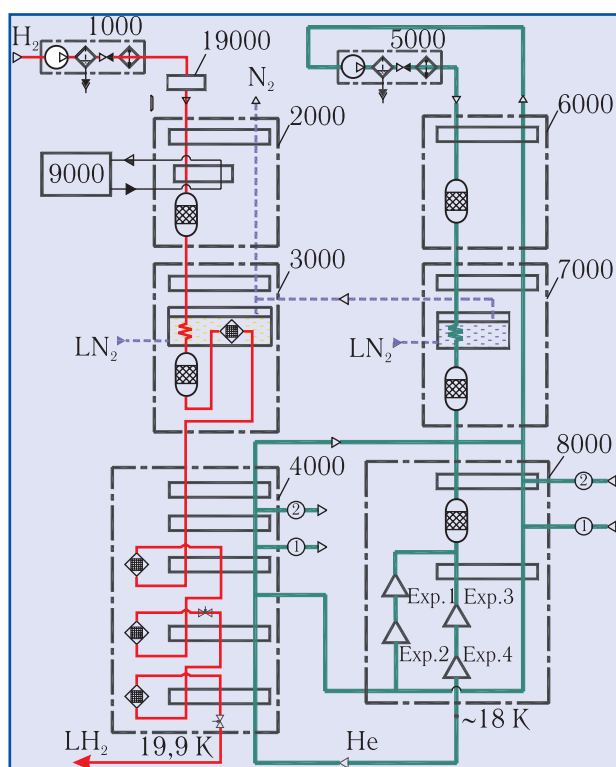 1000
H₂
19000
N₂
5000
2000
6000
9000
3000
7000
LN₂
LN₂
4000
8000
②
②
①
①
Exp.1
Exp.3
Exp.2
Exp.4
~18 K
LH₂
19,9 K
He